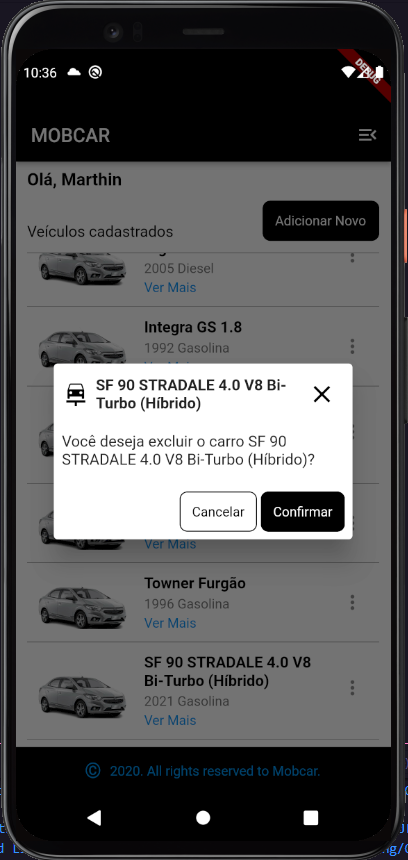 10:36
DEBUG
MOBCAR
Olá, Marthin
Veículos cadastrados
Adicionar Novo
2005 Diesel
Ver Mais
Integra GS 1.8
1992 Gasolina
SF 90 STRADALE 4.0 V8 Bi-
Turbo (Híbrido)
Você deseja excluir o carro SF 90
STRADALE 4.0 V8 Bi-Turbo (Híbrido)?
Cancelar
Confirmar
Ver Mais
Towner Furgão
1996 Gasolina
Ver Mais
SF 90 STRADALE 4.0 V8
Bi-Turbo (Híbrido)
2021 Gasolina
Ver Mais
© 2020. All rights reserved to Mobcar.